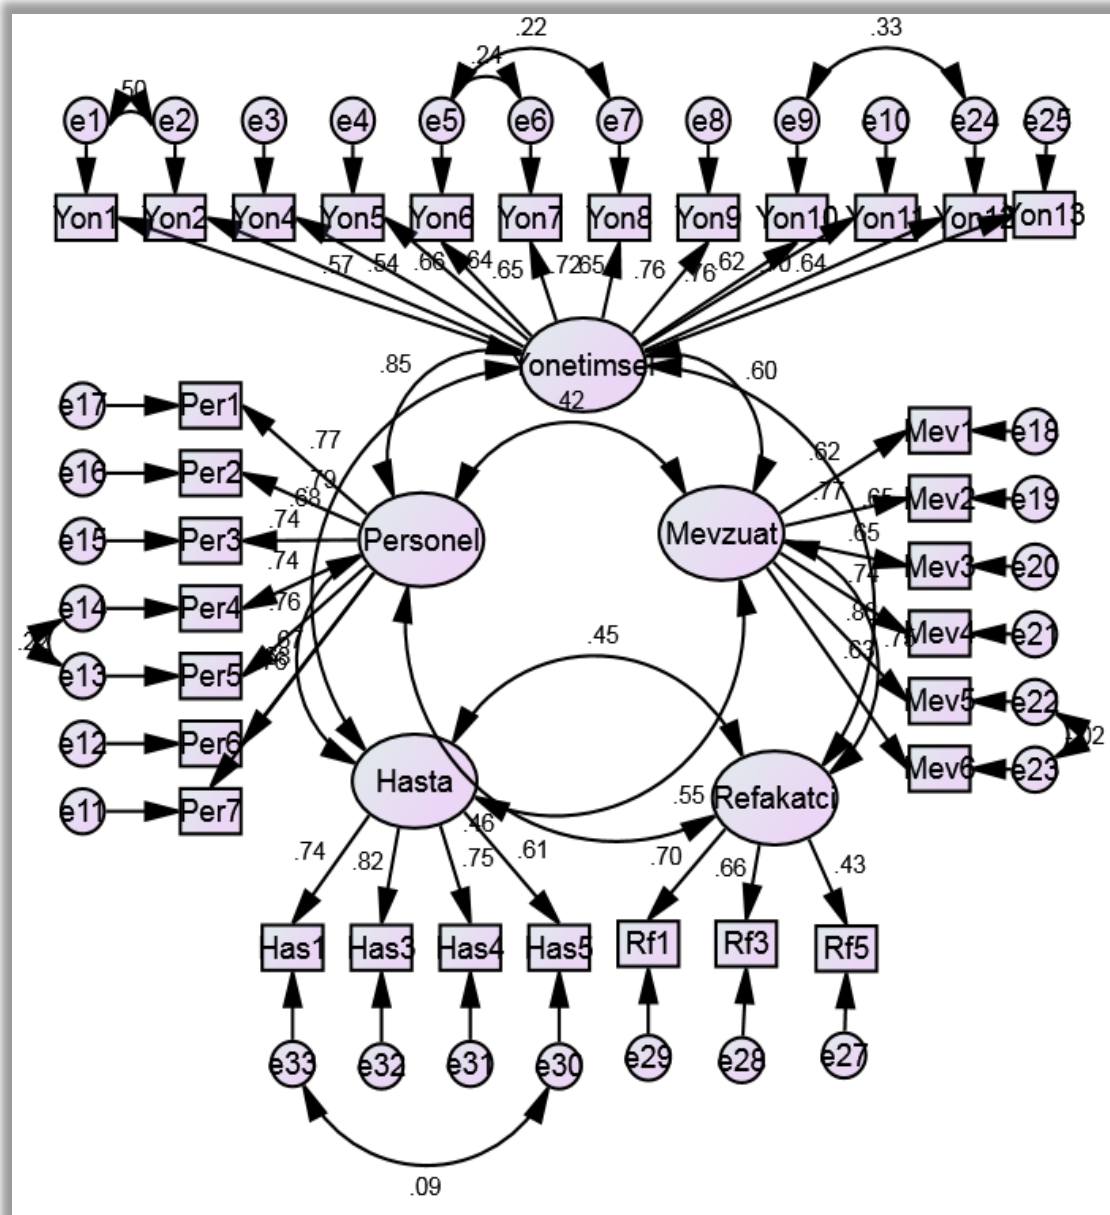 .22
.24
.33
.50
e1 e2 e3 e4 e5 e6 e7 e8 e9 e10 e24 e25
Yon1 Yon2 Yon4 Yon5 Yon6 Yon7 Yon8 Yon9 Yon10 Yon11 Yon13
.57 .54 .66 .64 .65 .72 .65 .76 .76 .62 .70 .64
Yonetimsel
.85
.60
.42
e17 Per1
.77
.62
Mev1 e18
e16 Per2
.79
.68
.77
.65
Mev2 e19
e15 Per3
.74
Personel
Mevzuat
.65
Mev3 e20
.74
.74
e14 Per4
.76
Mev4 e21
.67
.63
.45
e13 Per5
Mev5 e22
e12 Per6
Mev6 e23
Hasta
Refakatci
e11 Per7
.55
.46
.74 .82 .75 .61 .70 .66 .43
Has1 Has3 Has4 Has5 Rf1 Rf3 Rf5
e33 e32 e31 e30 e29 e28 e27
.09